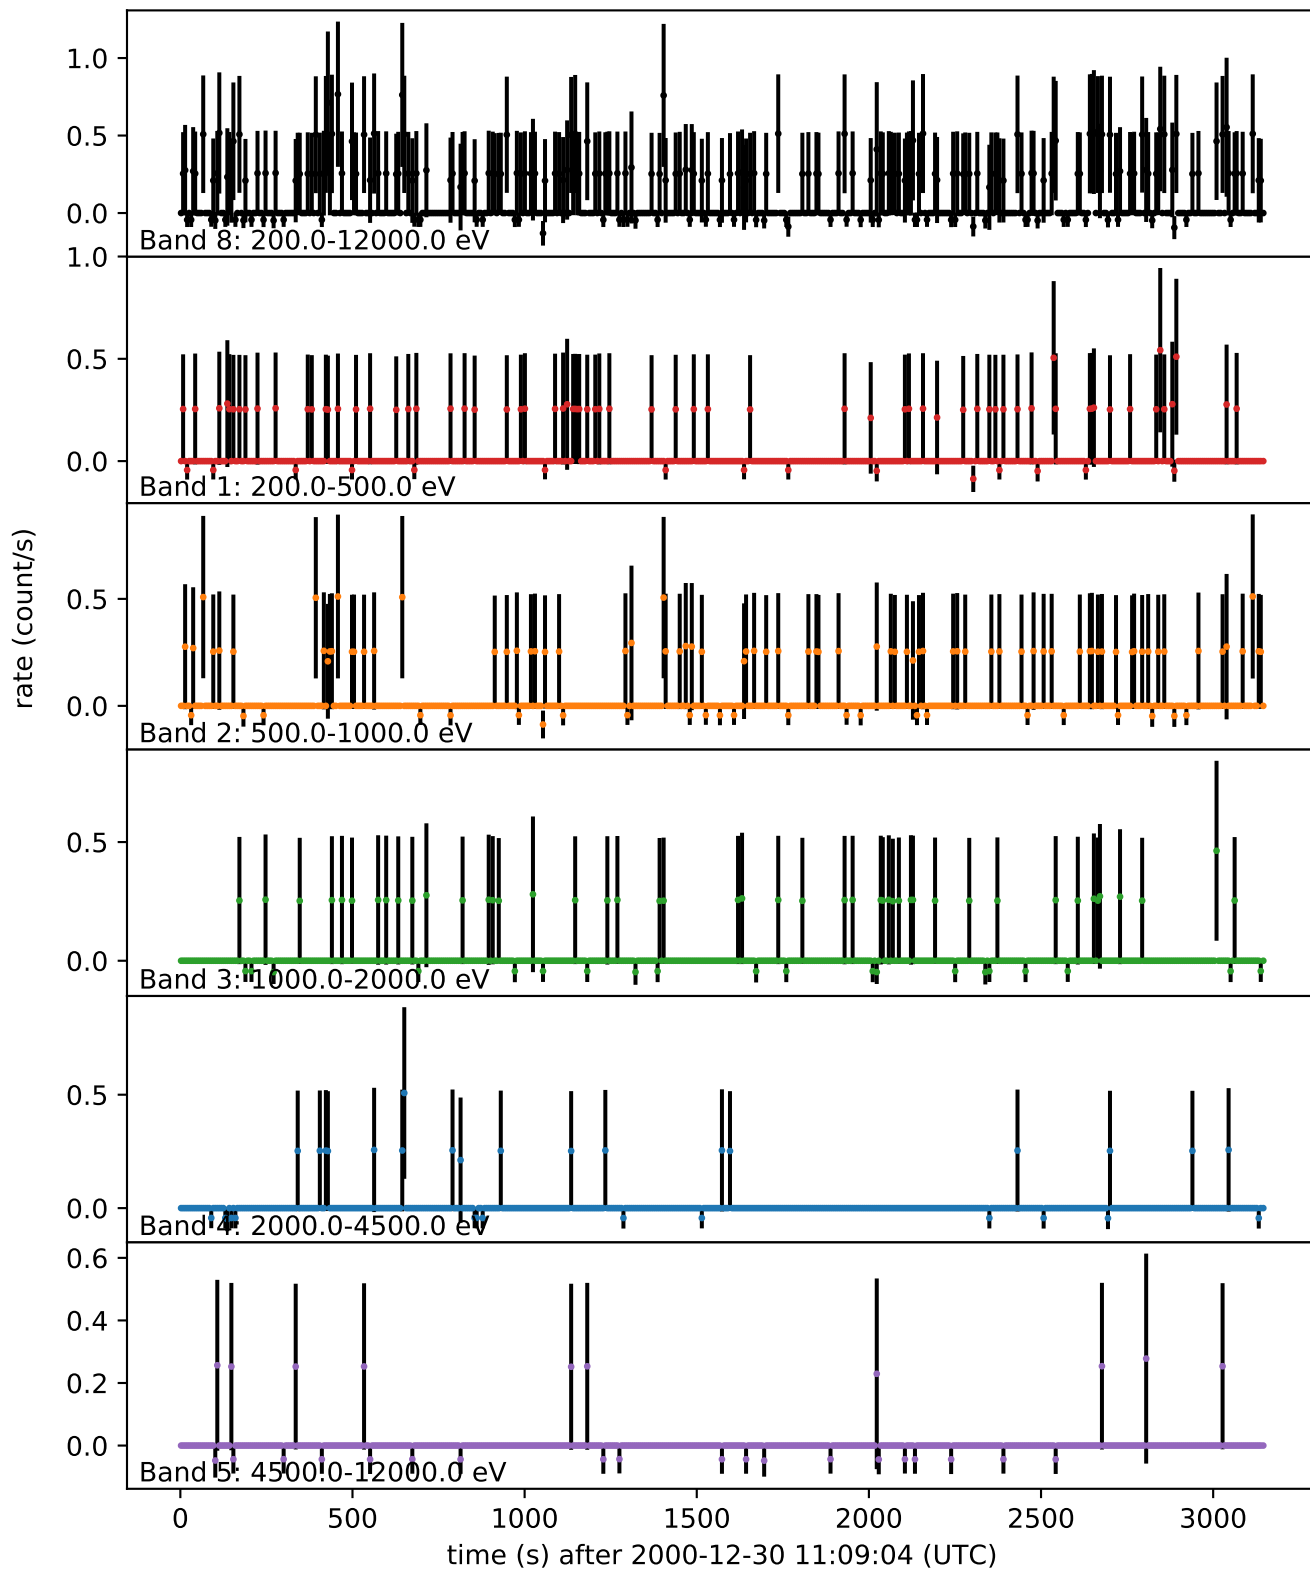 1.0
0.5
0.0
Band 8: 200.0-12000.0 eV
1.0
0.5
0.0
Band 1: 200.0-500.0 eV
0.5
0.0
Band 2: 500.0-1000.0 eV
rate (count/s)
0.5
0.0
Band 3: 1000.0-2000.0 eV
0.5
0.0
Band 4: 2000.0-4500.0 eV
0.6
0.4
0.2
0.0
Band 5: 4500.0-12000.0 eV
0 500 1000 1500 2000 2500 3000
time (s) after 2000-12-30 11:09:04 (UTC)